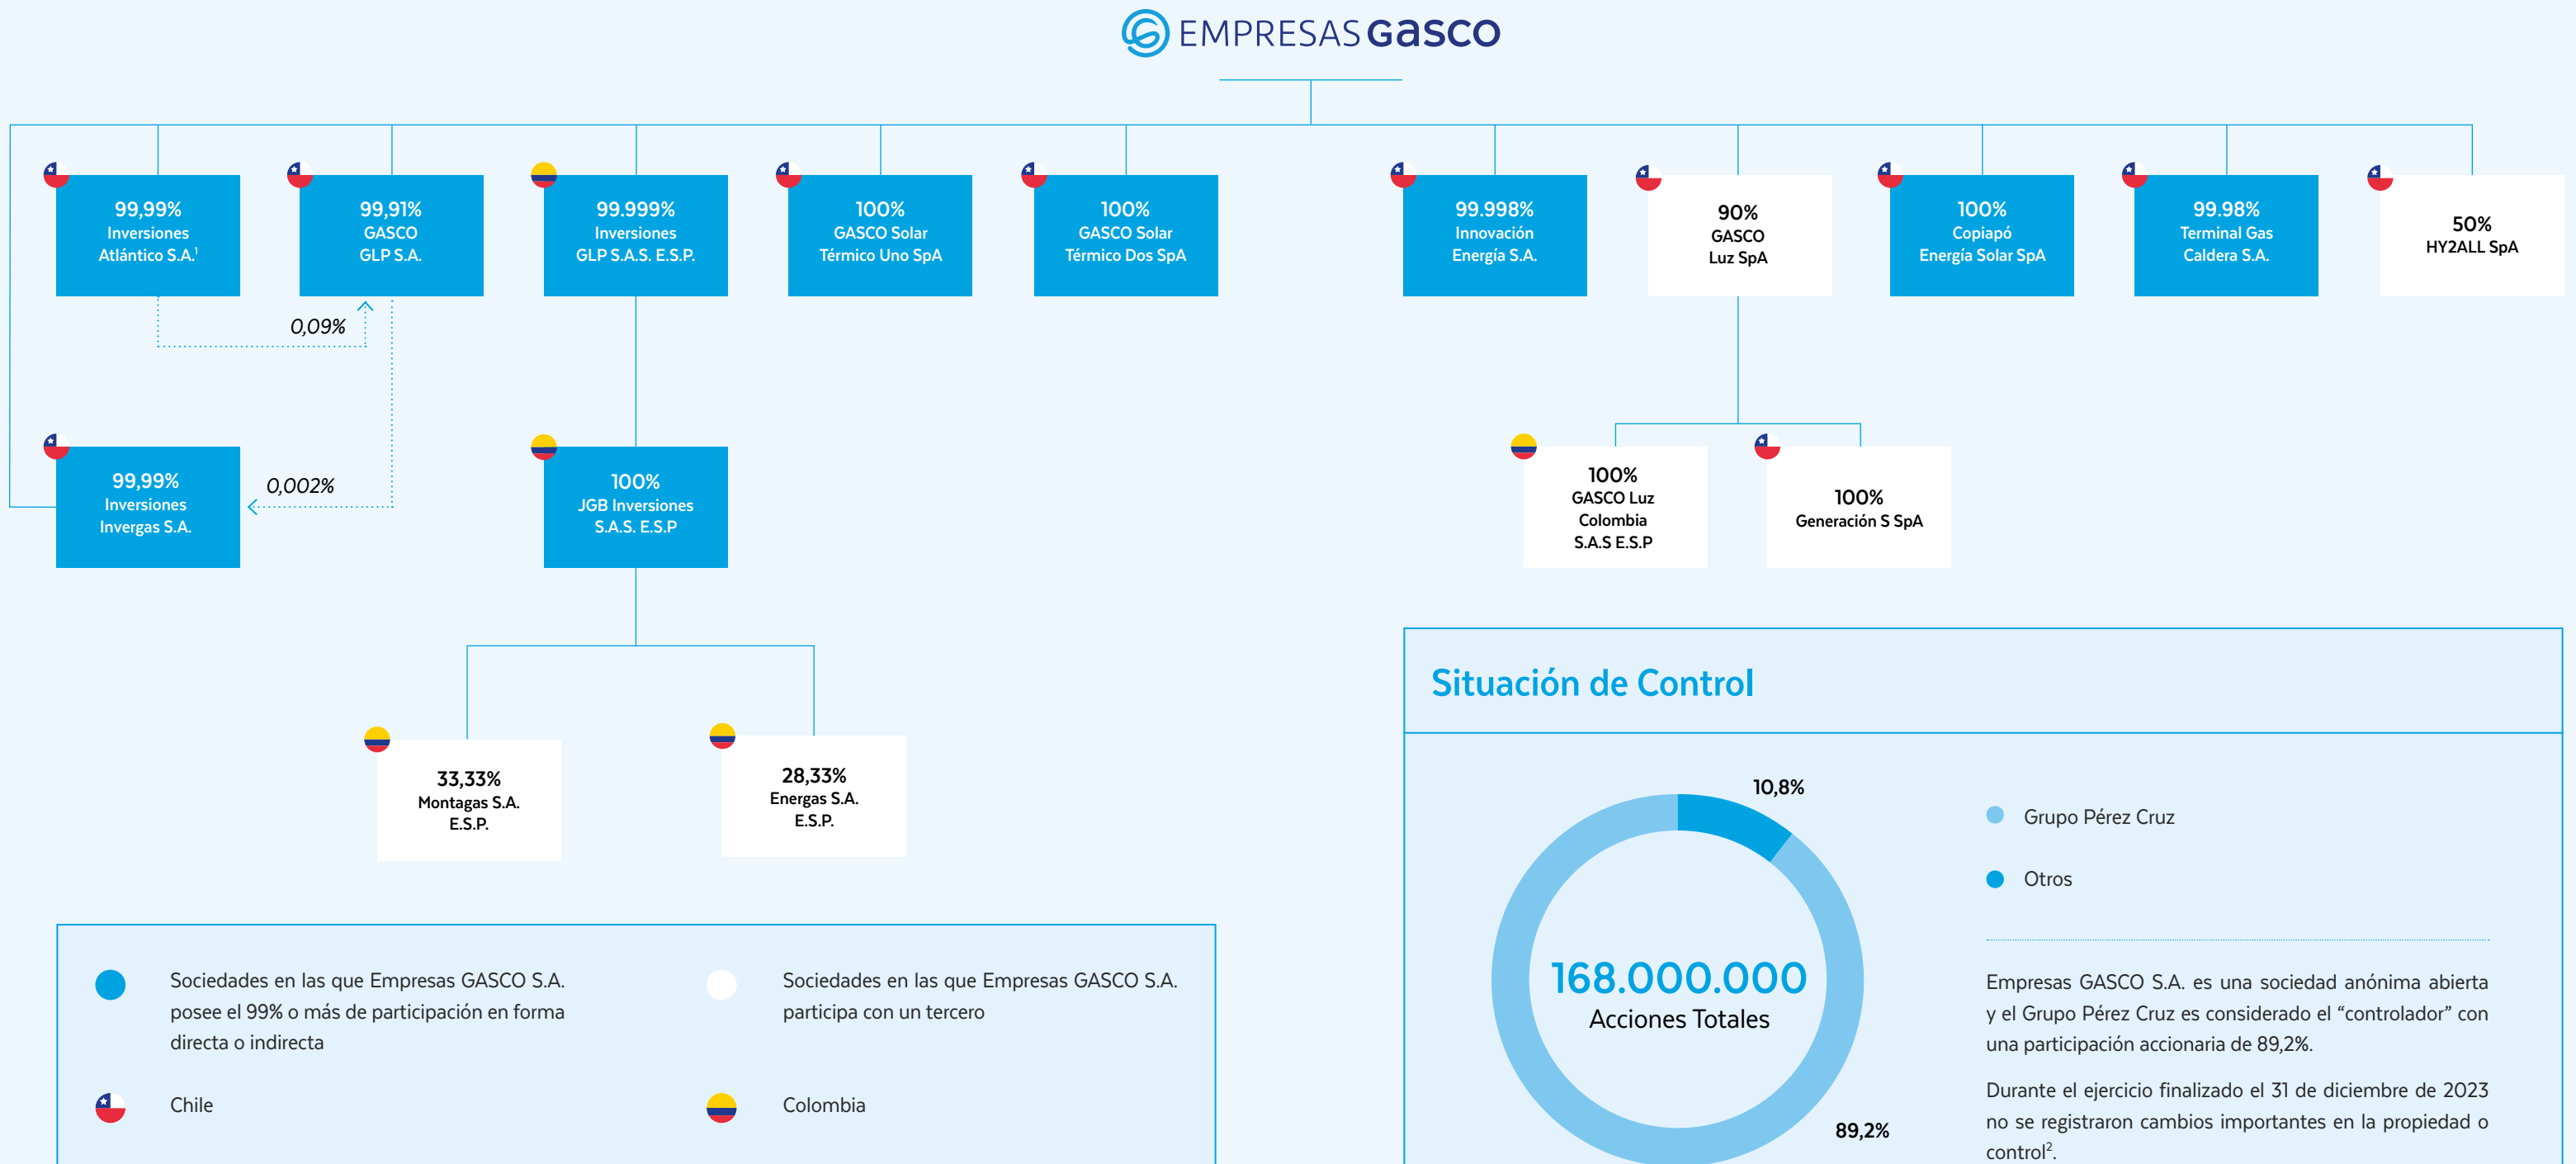 EMPRESAS GASCO
99,99%
Inversiones
Atlántico S.A.¹
99,91%
GASCO
GLP S.A.
99.999%
Inversiones
GLP S.A.S. E.S.P.
100%
GASCO Solar
Térmico Uno SpA
100%
GASCO Solar
Térmico Dos SpA
99.998%
Innovación
Energía S.A.
90%
GASCO
Luz SpA
100%
Copiapó
Energía Solar SpA
99.98%
Terminal Gas
Caldera S.A.
50%
HY2ALL SpA
0,09%
99,99%
Inversiones
Invergas S.A.
0,002%
100%
JGB Inversiones
S.A.S. E.S.P
100%
GASCO Luz
Colombia
S.A.S E.S.P
100%
Generación S SpA
33,33%
Montagas S.A.
E.S.P.
28,33%
Energas S.A.
E.S.P.
Sociedades en las que Empresas GASCO S.A.
posee el 99% o más de participación en forma
directa o indirecta
Sociedades en las que Empresas GASCO S.A.
participa con un tercero
Chile
Colombia
Situación de Control
10,8%
168.000.000
Acciones Totales
89,2%
Grupo Pérez Cruz
Otros
Empresas GASCO S.A. es una sociedad anónima abierta
y el Grupo Pérez Cruz es considerado el “controlador” con
una participación accionaria de 89,2%.
Durante el ejercicio finalizado el 31 de diciembre de 2023
no se registraron cambios importantes en la propiedad o
control².